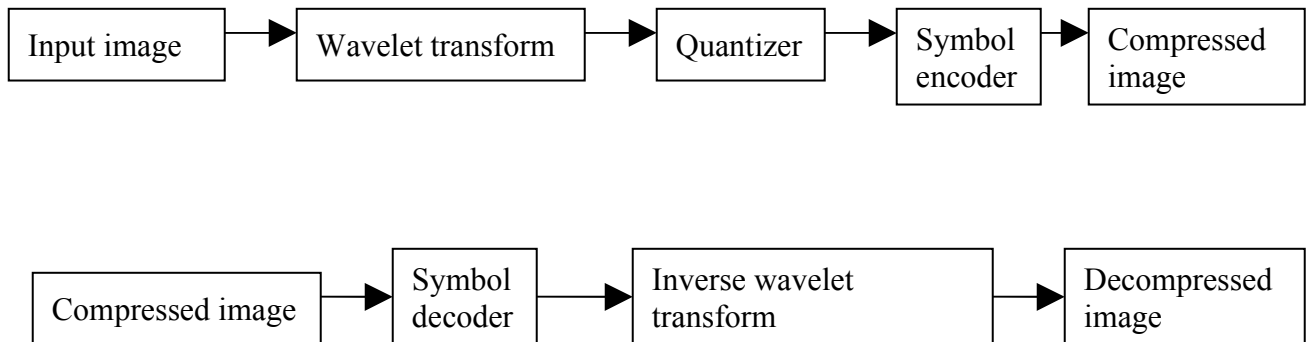 Input image
Wavelet transform
Quantizer
Symbol
encoder
Compressed
image
Compressed image
Symbol
decoder
Inverse wavelet
transform
Decompressed
image